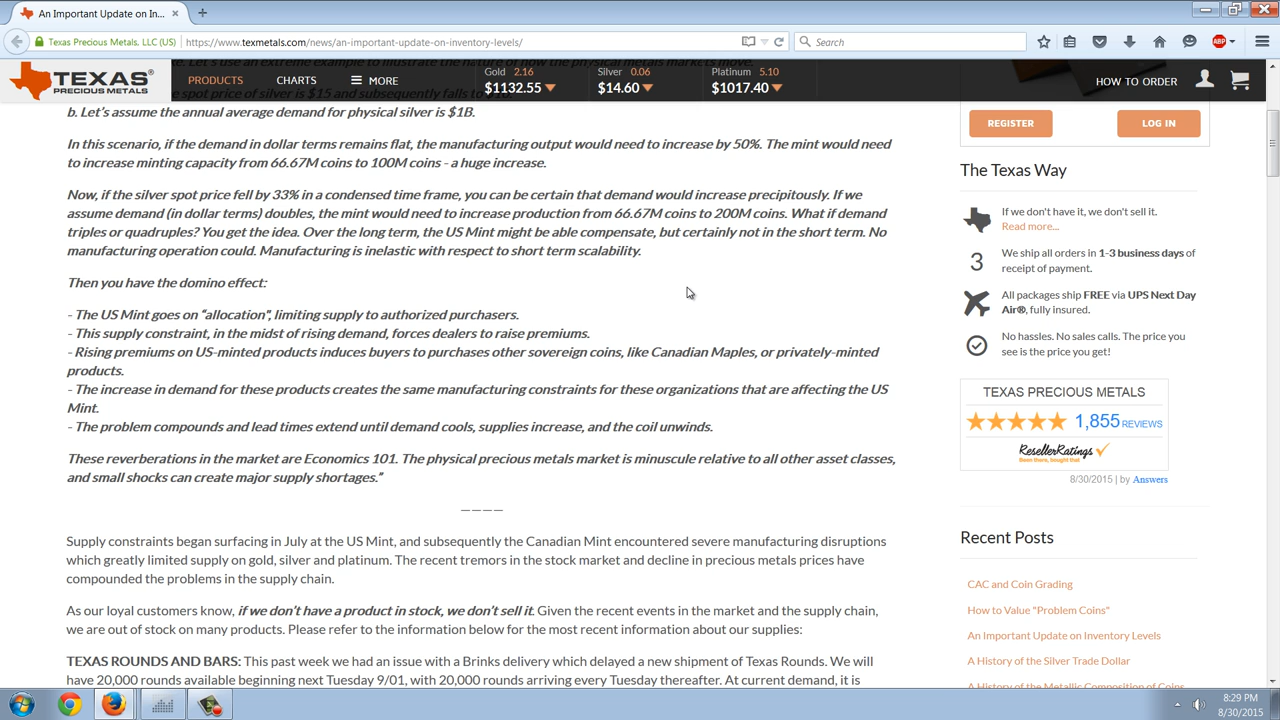 An Important Update on In...
Texas Precious Metals, LLC (US)
https://www.texmetals.com/news/an-important-update-on-inventory-levels/
Search
ABP
TEXAS
PRECIOUS METALS
PRODUCTS
CHARTS
MORE
Gold 2.16
$1132.55
Silver 0.06
$14.60
Platinum 5.10
$1017.40
HOW TO ORDER
b. Let's assume the annual average demand for physical silver is $1B.
In this scenario, if the demand in dollar terms remains flat, the manufacturing output would need to increase by 50%. The mint would need
to increase minting capacity from 66.67M coins to 100M coins - a huge increase.
Now, if the silver spot price fell by 33% in a condensed time frame, you can be certain that demand would increase precipitously. If we
assume demand (in dollar terms) doubles, the mint would need to increase production from 66.67M coins to 200M coins. What if demand
triples or quadruples? You get the idea. Over the long term, the US Mint might be able compensate, but certainly not in the short term. No
manufacturing operation could. Manufacturing is inelastic with respect to short term scalability.
Then you have the domino effect:
- The US Mint goes on "allocation", limiting supply to authorized purchasers.
- This supply constraint, in the midst of rising demand, forces dealers to raise premiums.
- Rising premiums on US-minted products induces buyers to purchases other sovereign coins, like Canadian Maples, or privately-minted
products.
- The increase in demand for these products creates the same manufacturing constraints for these organizations that are affecting the US
Mint.
- The problem compounds and lead times extend until demand cools, supplies increase, and the coil unwinds.
These reverberations in the market are Economics 101. The physical precious metals market is minuscule relative to all other asset classes,
and small shocks can create major supply shortages."
————
Supply constraints began surfacing in July at the US Mint, and subsequently the Canadian Mint encountered severe manufacturing disruptions
which greatly limited supply on gold, silver and platinum. The recent tremors in the stock market and decline in precious metals prices have
compounded the problems in the supply chain.
As our loyal customers know, if we don't have a product in stock, we don't sell it. Given the recent events in the market and the supply chain,
we are out of stock on many products. Please refer to the information below for the most recent information about our supplies:
TEXAS ROUNDS AND BARS: This past week we had an issue with a Brinks delivery which delayed a new shipment of Texas Rounds. We will
have 20,000 rounds available beginning next Tuesday 9/01, with 20,000 rounds arriving every Tuesday thereafter. At current demand, it is
REGISTER
LOG IN
The Texas Way
If we don't have it, we don't sell it.
Read more...
3
We ship all orders in 1-3 business days of
receipt of payment.
All packages ship FREE via UPS Next Day
Air®, fully insured.
No hassles. No sales calls. The price you
see is the price you get!
TEXAS PRECIOUS METALS
1,855 REVIEWS
ResellerRatings
Been there, bought that
8/30/2015 | by Answers
Recent Posts
CAC and Coin Grading
How to Value "Problem Coins"
An Important Update on Inventory Levels
A History of the Silver Trade Dollar
A History of the Metallic Composition of Coins
8:29 PM
8/30/2015